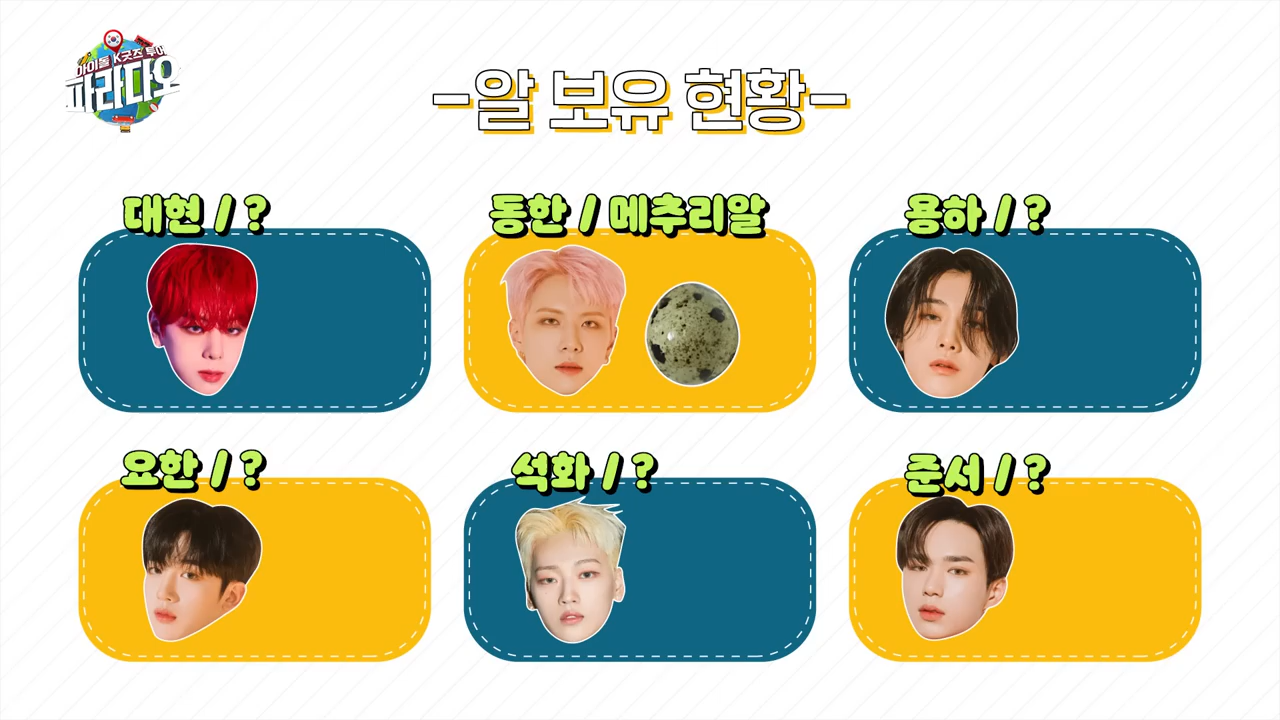 아이돌 K굿즈 투어
파라다오
-알 보유 현황-
대현 / ?
동한 / 메추리알
용하 / ?
요한 / ?
석화 / ?
준서 / ?